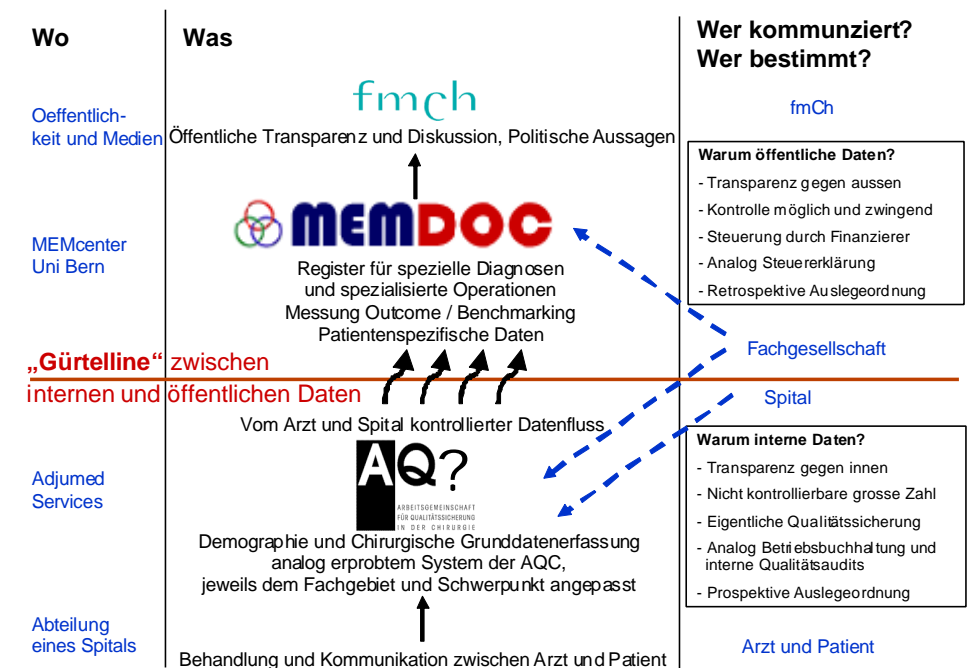 Wo
Was
Wer kommunziert?
Wer bestimmt?
Oeffentlich-
keit und Medien
fmch
Öffentliche Transparenz und Diskussion, Politische Aussagen
fmCh
Warum öffentliche Daten?
- Transparenz gegen aussen
- Kontrolle möglich und zwingend
- Steuerung durch Finanzierer
- Analog Steuererklärung
- Retrospektive Auslegeordnung
MEMcenter
Uni Bern
MEMDOC
Register für spezielle Diagnosen
und spezialisierte Operationen
Messung Outcome / Benchmarking
Patientenspezifische Daten
Fachgesellschaft
„Gürtelline“ zwischen
internen und öffentlichen Daten
Spital
Vom Arzt und Spital kontrollierter Datenfluss
Adjumed
Services
AQ?
ARBEITSGEMEINSCHAFT
FÜR QUALITÄTSSICHERUNG
IN DER CHIRURGIE
Demographie und Chirurgische Grunddatenerfassung
analog erprobtem System der AQC,
jeweils dem Fachgebiet und Schwerpunkt angepasst
Warum interne Daten?
- Transparenz gegen innen
- Nicht kontrollierbare grosse Zahl
- Eigentliche Qualitätssicherung
- Analog Betriebsbuchhaltung und
interne Qualitätsaudits
- Prospektive Auslegeordnung
Abteilung
eines Spitals
Behandlung und Kommunikation zwischen Arzt und Patient
Arzt und Patient